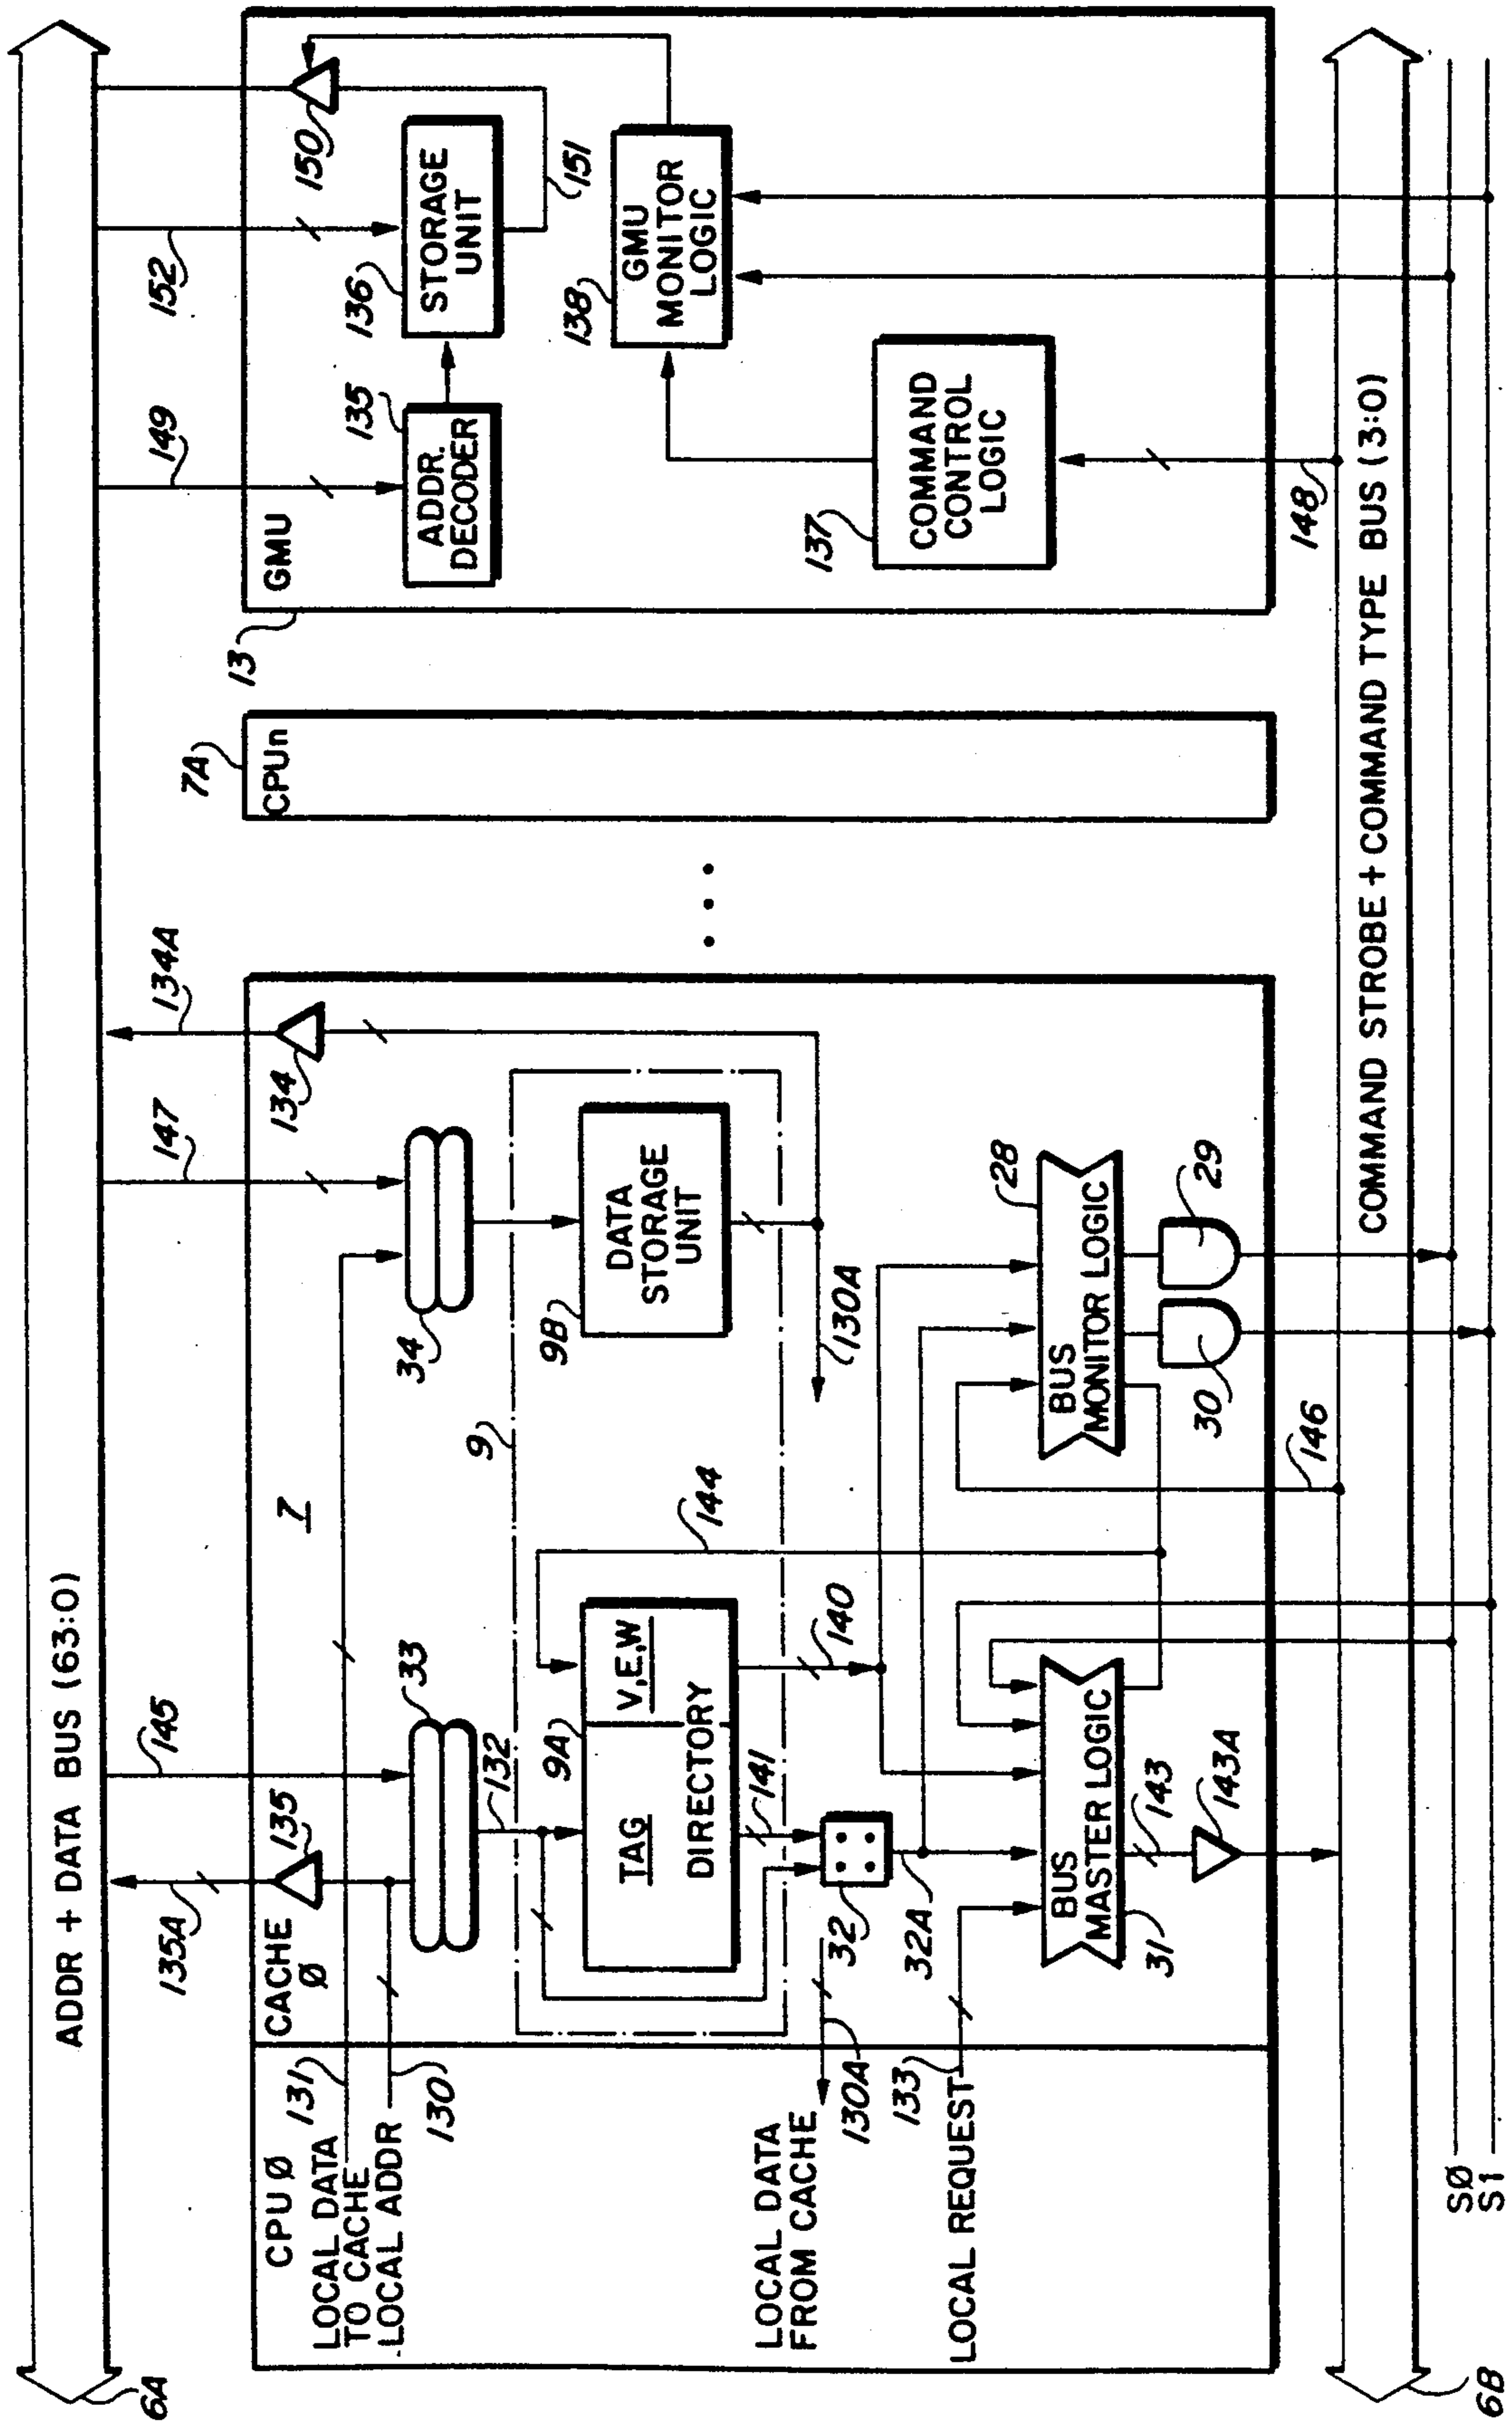 ADDR + DATA BUS (63:0)
6A
135A
145
147
134A
149
152
CPU Ø
CACHE
Ø
7
135
134
7A
CPUn
13
GMU
150
LOCAL DATA
TO CACHE
131
LOCAL ADDR
130
33
34
132
9
9A
TAG
V,E,W
DIRECTORY
9B
DATA
STORAGE
UNIT
144
141
140
130A
ADDR.
DECODER
135
STORAGE
UNIT
136
151
138
GMU
MONITOR
LOGIC
LOCAL DATA
FROM CACHE
130A
32
32A
LOCAL REQUEST
133
BUS
MASTER LOGIC
31
143
143A
BUS
MONITOR LOGIC
28
29
30
146
137
COMMAND
CONTROL
LOGIC
148
COMMAND STROBE + COMMAND TYPE BUS (3:0)
6B
SØ
S1